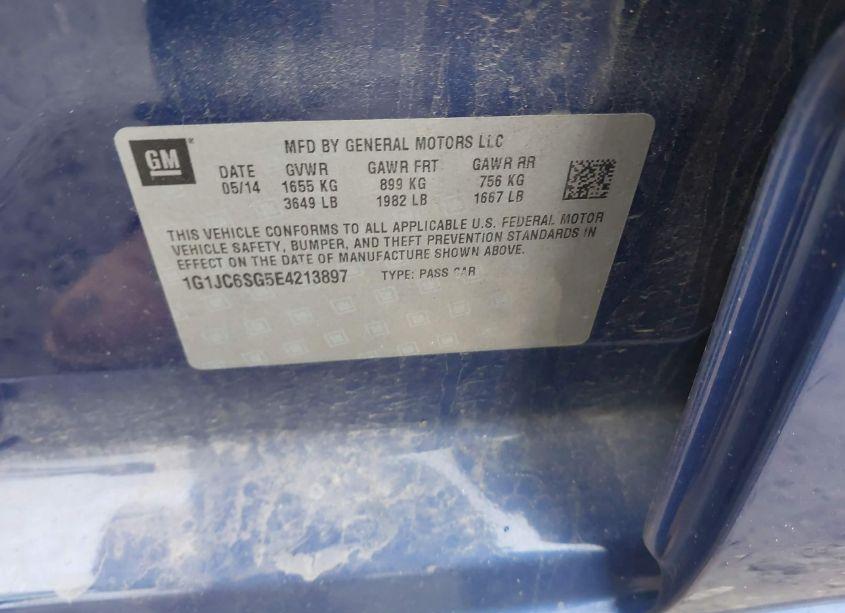 GM
MFD BY GENERAL MOTORS LLC
DATE GVWR GAWR FRT GAWR RR
05/14 1655 KG 899 KG 756 KG
3649 LB 1982 LB 1667 LB
THIS VEHICLE CONFORMS TO ALL APPLICABLE U.S. FEDERAL MOTOR
VEHICLE SAFETY, BUMPER, AND THEFT PREVENTION STANDARDS IN
EFFECT ON THE DATE OF MANUFACTURE SHOWN ABOVE.
1G1JC6SG5E4213897 TYPE: PASS CAR